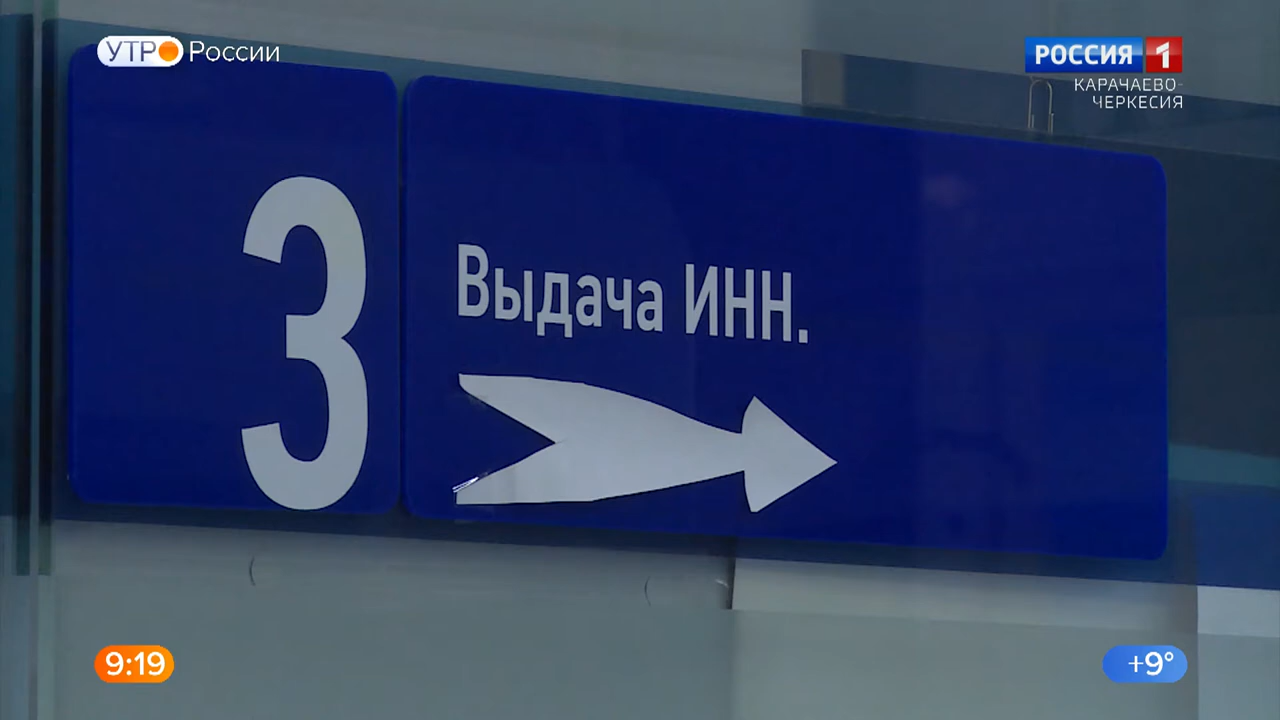 УТРО России
РОССИЯ 1
КАРАЧАЕВО-
ЧЕРКЕСИЯ
3
Выдача ИНН.
9:19
+9°